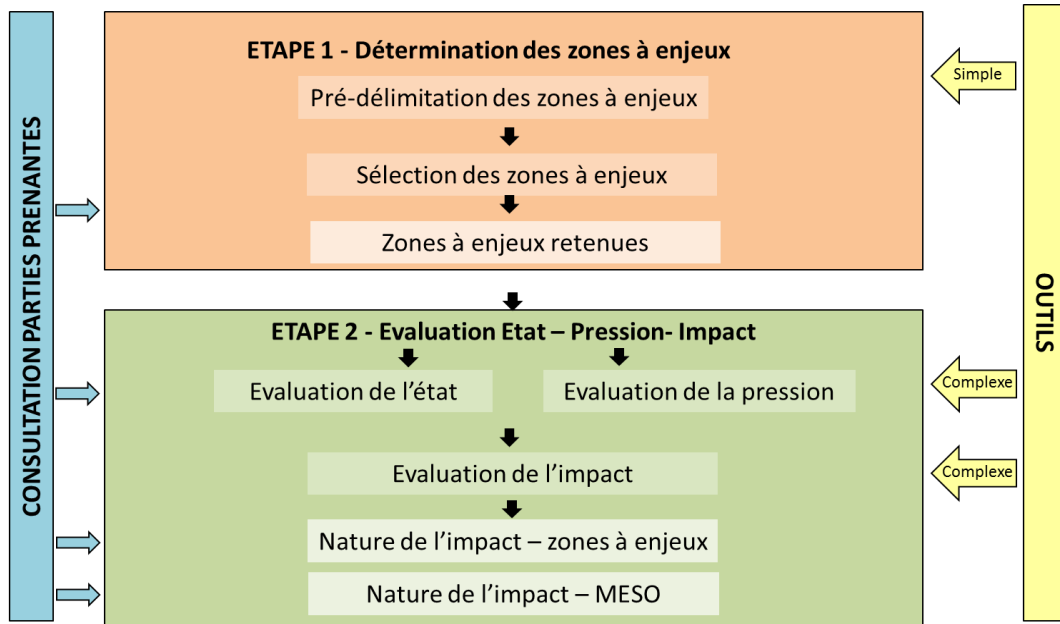 CONSULTATION PARTIES PRENANTES
ETAPE 1 - Détermination des zones à enjeux
Pré-délimitation des zones à enjeux
Sélection des zones à enjeux
Zones à enjeux retenues
Simple
OUTILS
ETAPE 2 - Evaluation Etat – Pression- Impact
Evaluation de l'état
Evaluation de la pression
Complexe
Evaluation de l'impact
Complexe
Nature de l'impact – zones à enjeux
Nature de l'impact – MESO